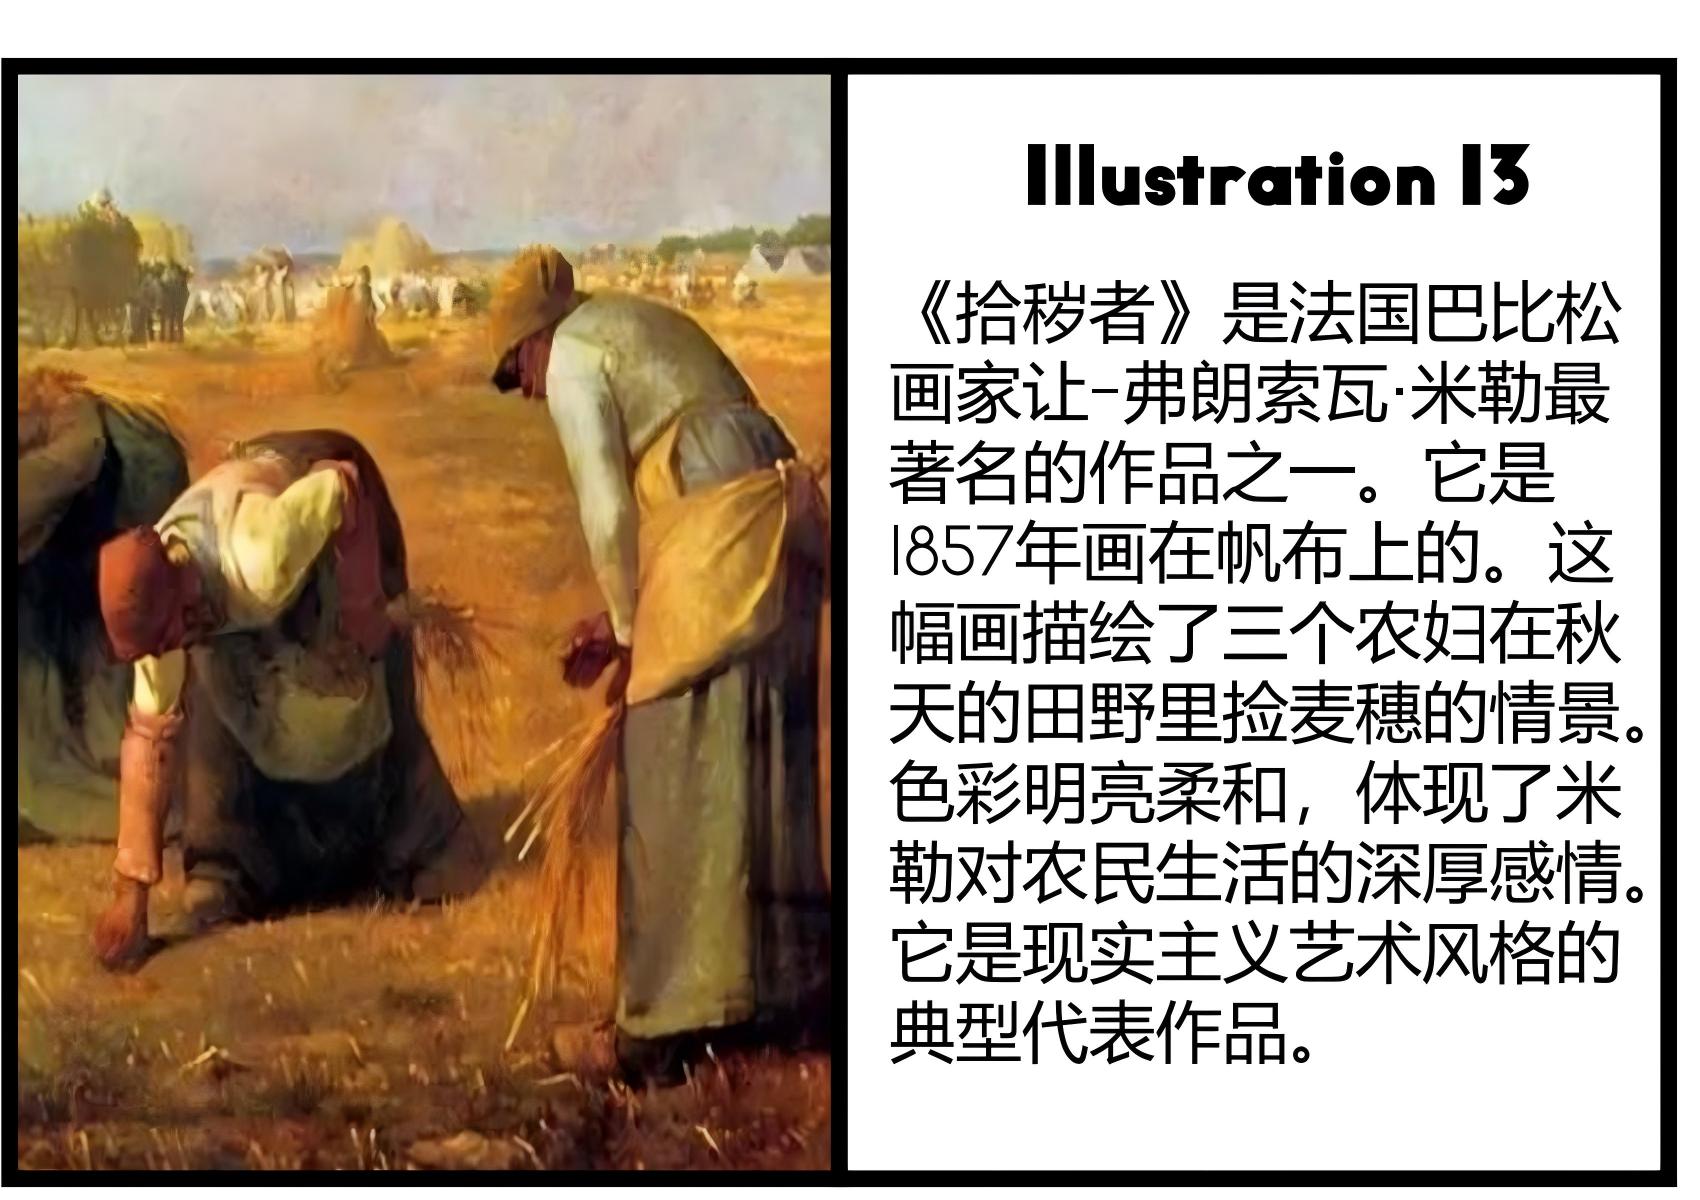 Illustration 13
《拾秽者》是法国巴比松
画家让-弗朗索瓦·米勒最
著名的作品之一。它是
1857年画在帆布上的。这
幅画描绘了三个农妇在秋
天的田野里捡麦穗的情景。
色彩明亮柔和，体现了米
勒对农民生活的深厚感情。
它是现实主义艺术风格的
典型代表作品。